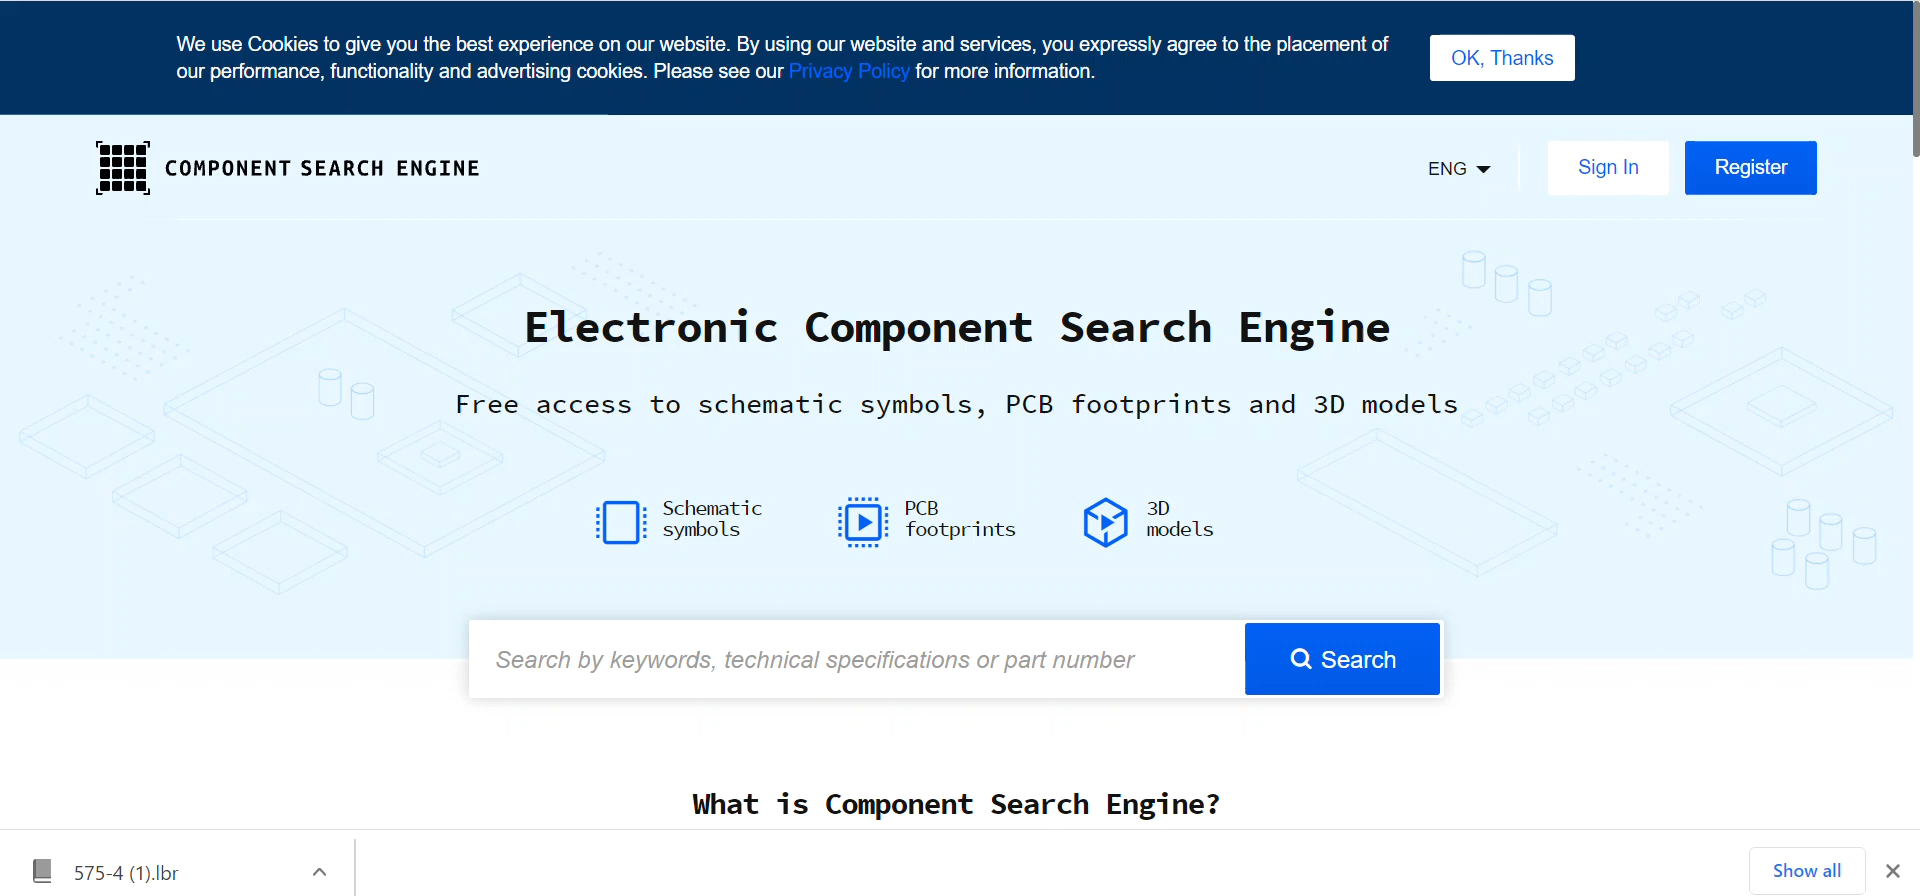 We use Cookies to give you the best experience on our website. By using our website and services, you expressly agree to the placement of
our performance, functionality and advertising cookies. Please see our Privacy Policy for more information.
OK, Thanks
COMPONENT SEARCH ENGINE
ENG
Sign In
Register
Electronic Component Search Engine
Free access to schematic symbols, PCB footprints and 3D models
Schematic
symbols
PCB
footprints
3D
models
Search by keywords, technical specifications or part number
Search
What is Component Search Engine?
575-4 (1).lbr
Show all